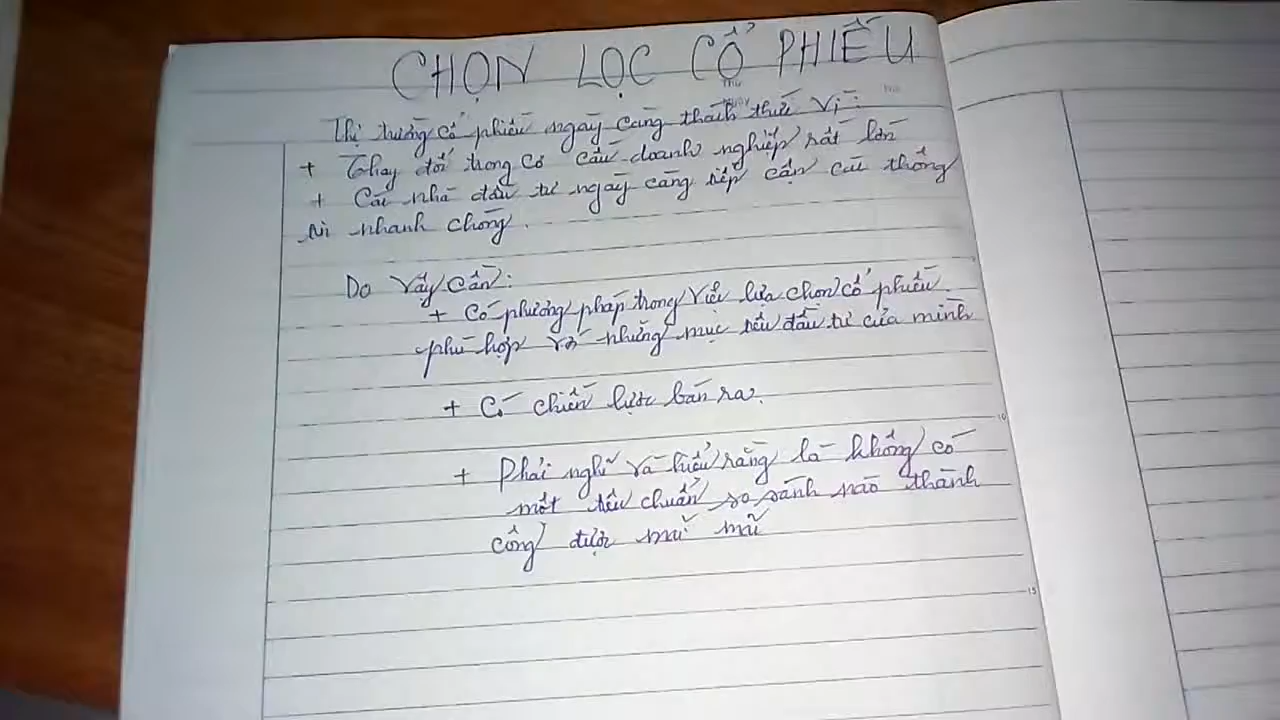 CHỌN LỌC CỔ PHIẾU
Thị trường cổ phiếu ngày càng thách thức vì:
+ Thay đổi trong cơ cấu doanh nghiệp rất lớn
+ Các nhà đầu tư ngày càng tiếp cận các thông
tin nhanh chóng.
Do vậy cần:
+ Có phương pháp trong việc lựa chọn cổ phiếu
phù hợp với những mục tiêu đầu tư của mình
+ Có chiến lược bán ra.
+ Phải nghĩ và hiểu rằng là không có
một tiêu chuẩn so sánh nào thành
công được mãi mãi
10
15